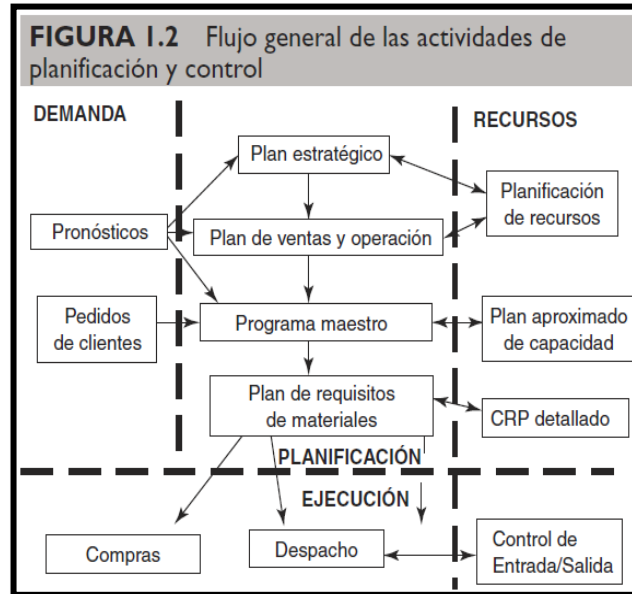 FIGURA 1.2 Flujo general de las actividades de
planificación y control
DEMANDA
RECURSOS
Plan estratégico
Planificación
de recursos
Pronósticos
Plan de ventas y operación
Pedidos
de clientes
Programa maestro
Plan aproximado
de capacidad
Plan de requisitos
de materiales
CRP detallado
PLANIFICACIÓN
EJECUCIÓN
Compras
Despacho
Control de
Entrada/Salida